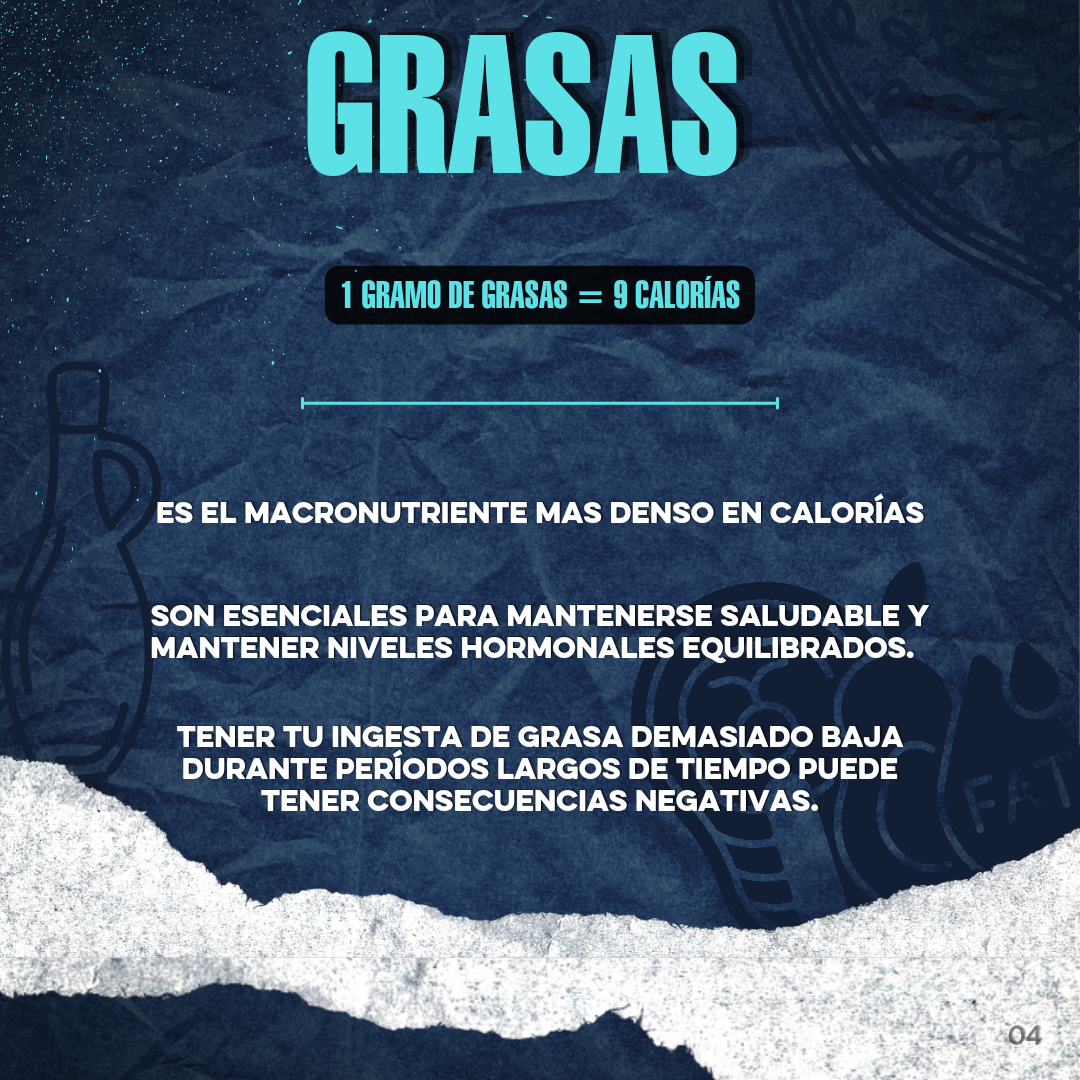 GRASAS
1 GRAMO DE GRASAS = 9 CALORÍAS
ES EL MACRONUTRIENTE MAS DENSO EN CALORÍAS
SON ESENCIALES PARA MANTENERSE SALUDABLE Y
MANTENER NIVELES HORMONALES EQUILIBRADOS.
TENER TU INGESTA DE GRASA DEMASIADO BAJA
DURANTE PERÍODOS LARGOS DE TIEMPO PUEDE
TENER CONSECUENCIAS NEGATIVAS.
FAT
04